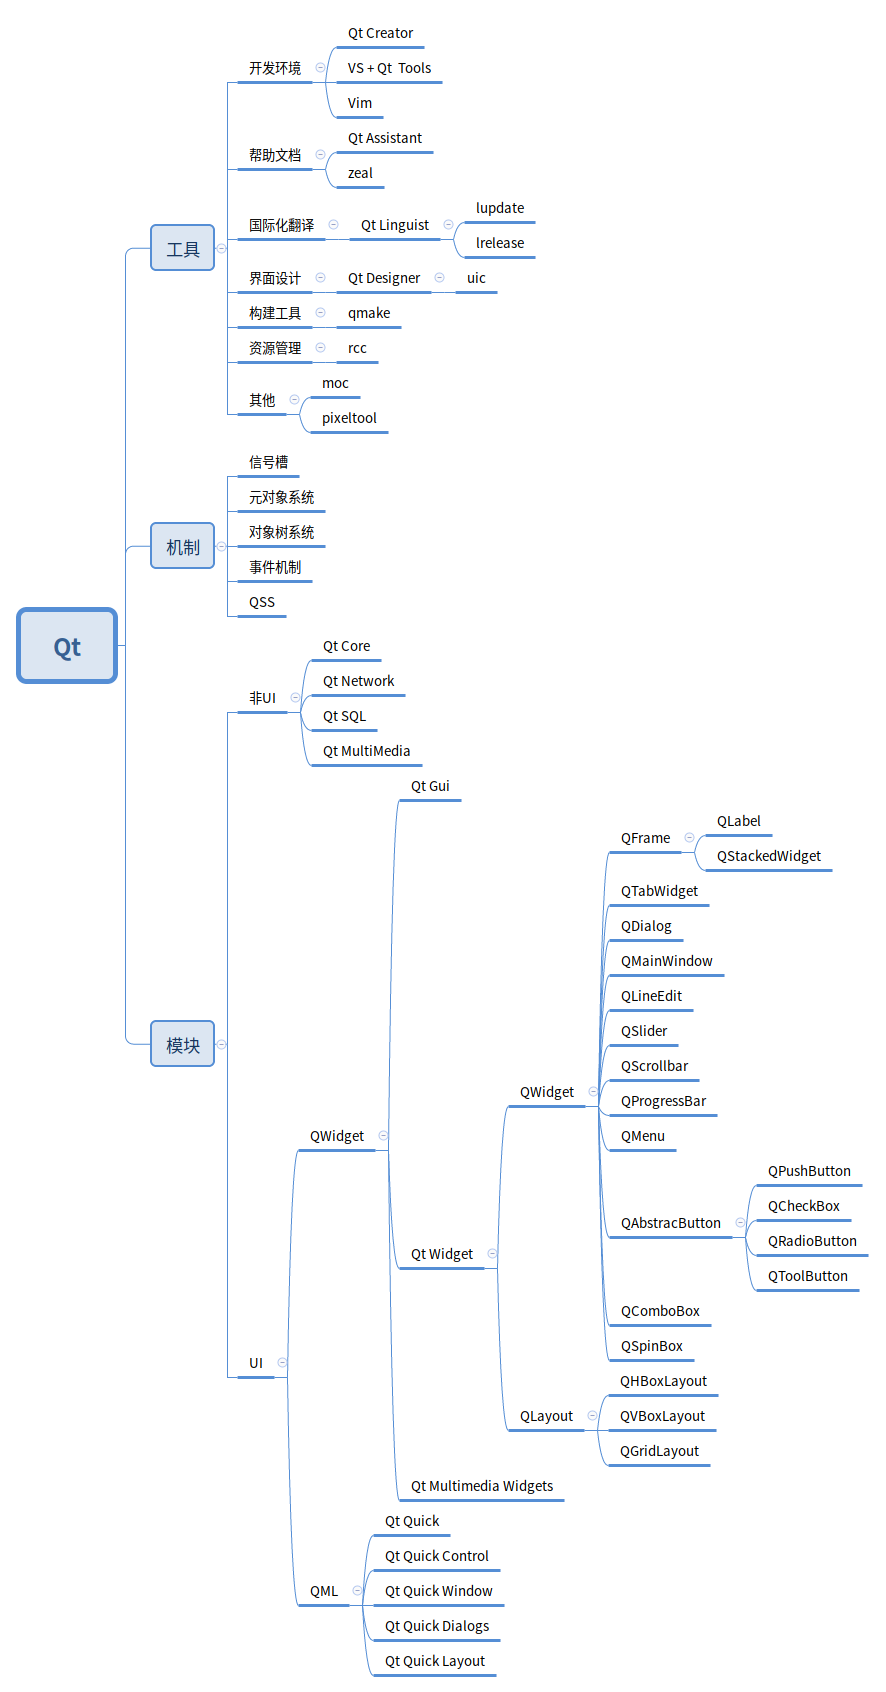 Qt
工具
开发环境
Qt Creator
VS + Qt  Tools
Vim
帮助文档
Qt Assistant
zeal
国际化翻译
Qt Linguist
lupdate
lrelease
界面设计
Qt Designer
uic
构建工具
qmake
资源管理
rcc
其他
moc
pixeltool
机制
信号槽
元对象系统
对象树系统
事件机制
QSS
模块
非UI
Qt Core
Qt Network
Qt SQL
Qt MultiMedia
UI
QWidget
Qt Gui
Qt Widget
QWidget
QFrame
QLabel
QStackedWidget
QTabWidget
QDialog
QMainWindow
QLineEdit
QSlider
QScrollbar
QProgressBar
QMenu
QAbstracButton
QPushButton
QCheckBox
QRadioButton
QToolButton
QComboBox
QSpinBox
QLayout
QHBoxLayout
QVBoxLayout
QGridLayout
Qt Multimedia Widgets
QML
Qt Quick
Qt Quick Control
Qt Quick Window
Qt Quick Dialogs
Qt Quick Layout